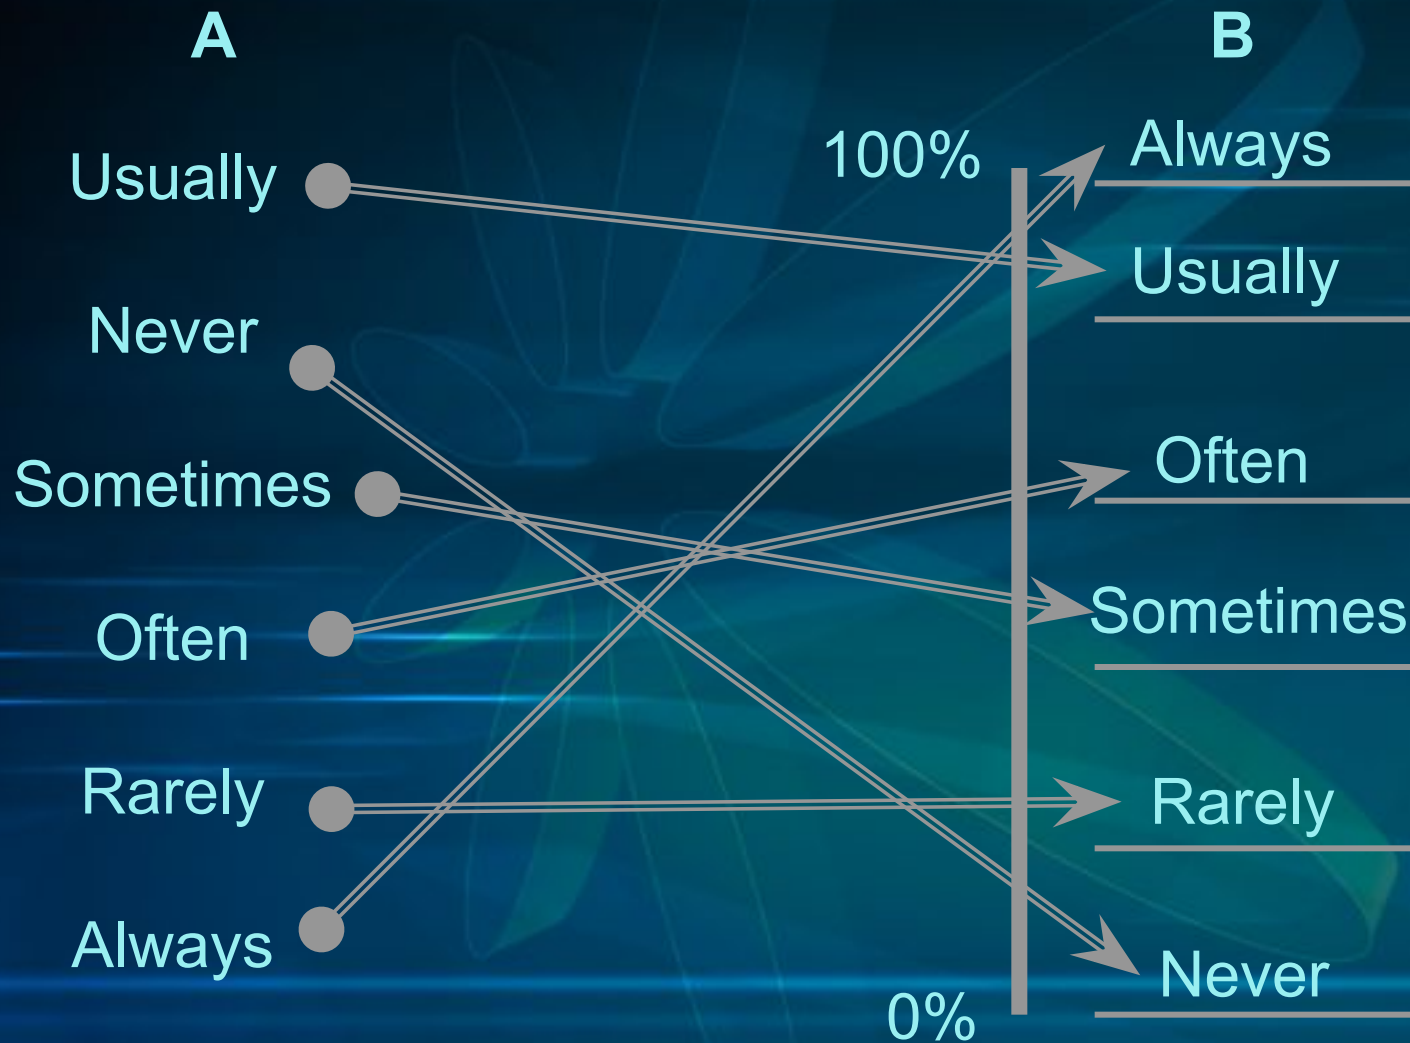 A
Usually
Never
Sometimes
Often
Rarely
Always
100%
0%
B
Always
Usually
Often
Sometimes
Rarely
Never